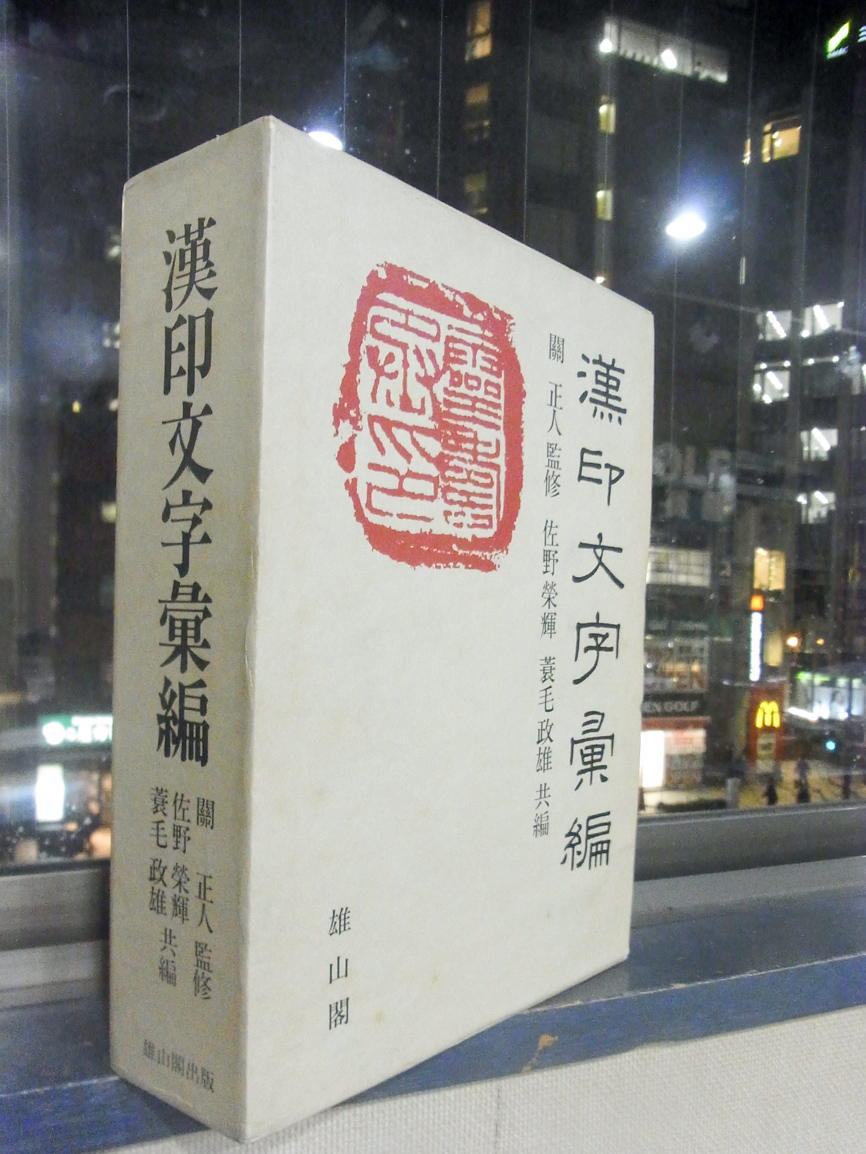 漢印文字彙編
關 正人 監修 佐野榮輝 蓑毛政雄 共編
雄山閣
漢印文字彙編
關 正人 監修
佐野 榮輝
蓑毛 政雄 共編
雄山閣出版
EN GOLF